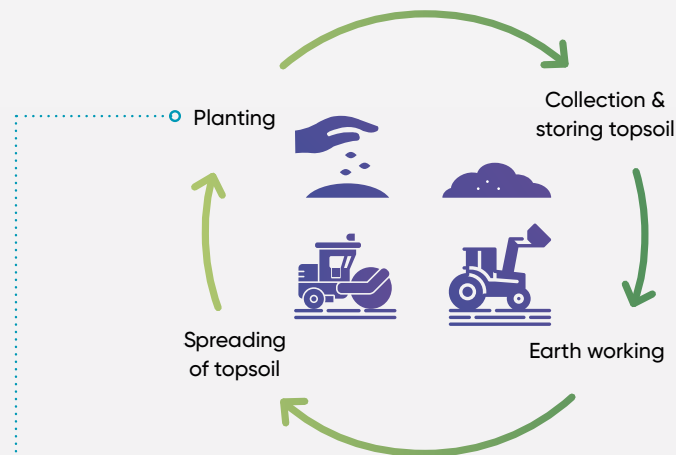 Planting
Collection &
storing topsoil
Spreading
of topsoil
Earth working